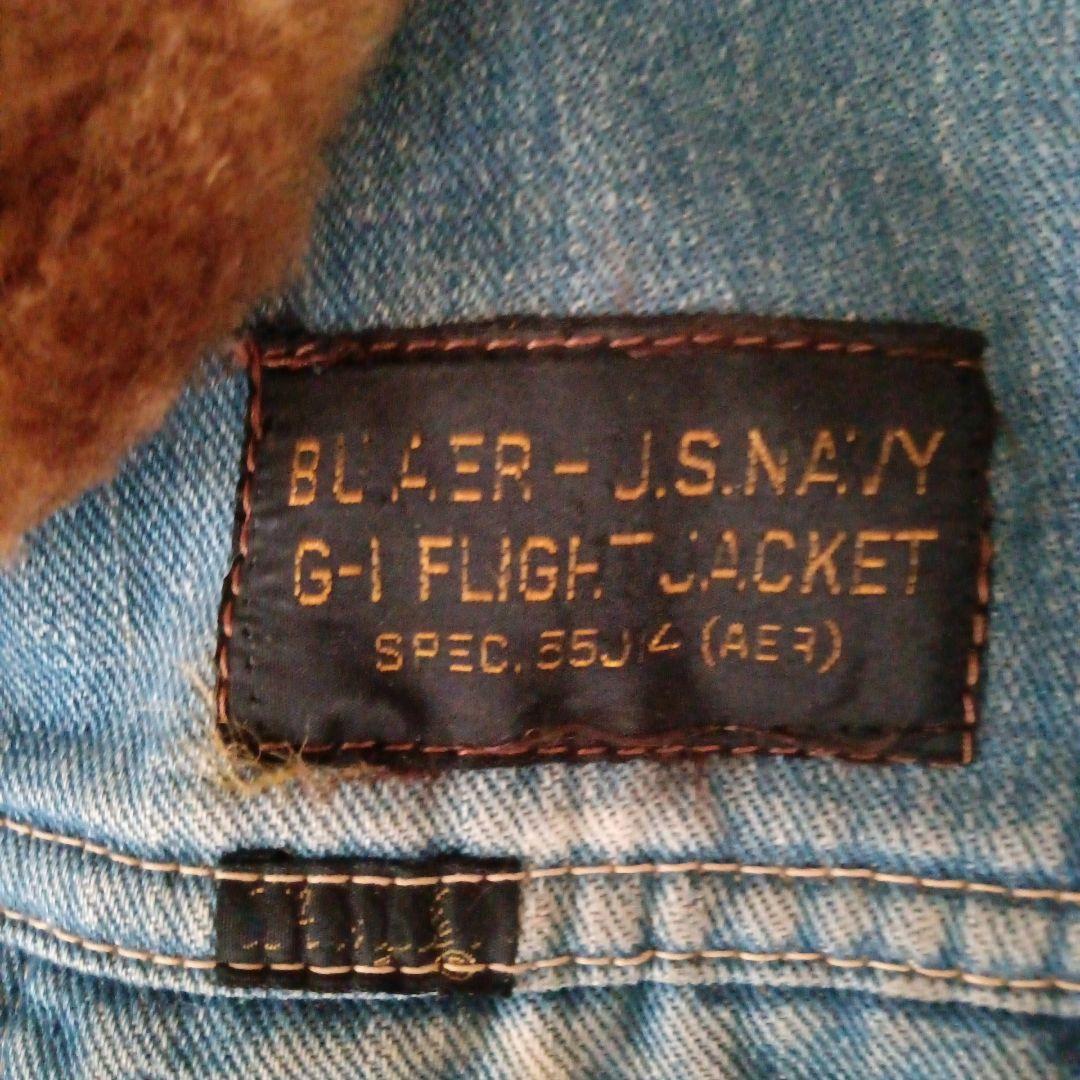 BUAER - U.S.NAVY
G-1 FLIGHT JACKET
SPEC. 55J14 (AER)